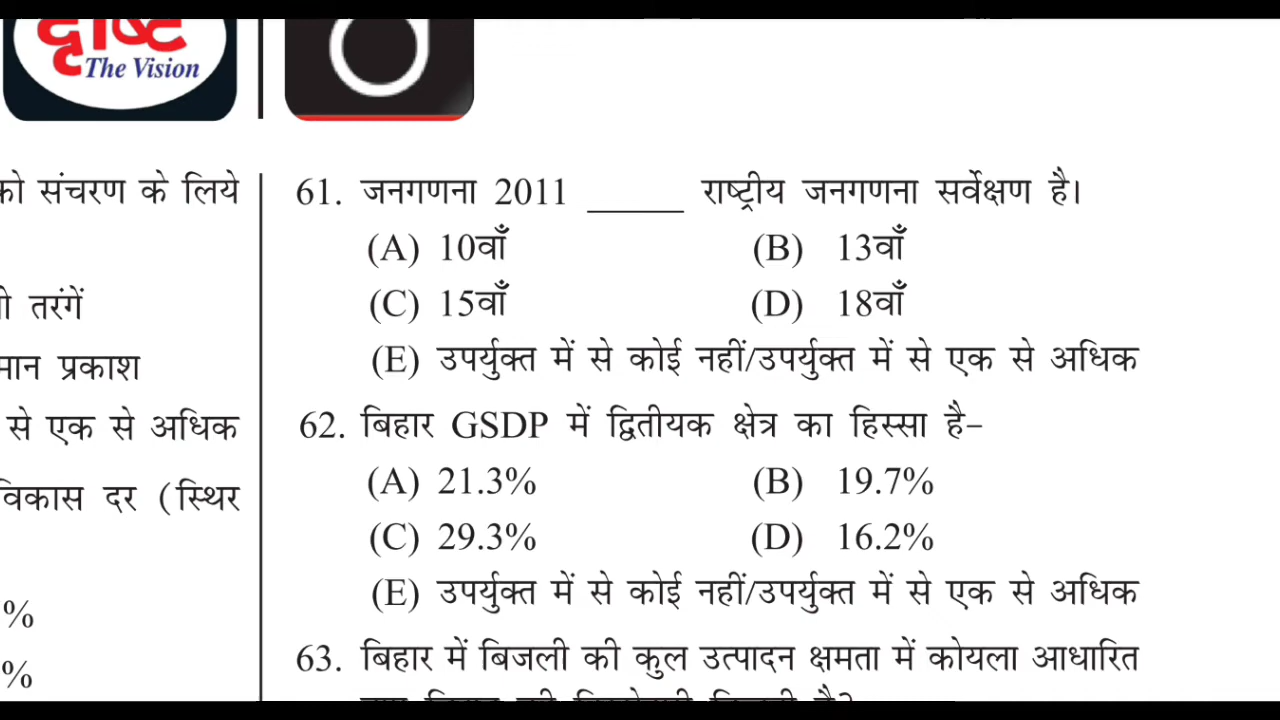 दृष्टि
The Vision
को संचरण के लिये
तरंगें
प्रकाश
से एक से अधिक
विकास दर (स्थिर
%
%
61. जनगणना 2011 _____ राष्ट्रीय जनगणना सर्वेक्षण है।
(A) 10वाँ (B) 13वाँ
(C) 15वाँ (D) 18वाँ
(E) उपर्युक्त में से कोई नहीं/उपर्युक्त में से एक से अधिक
62. बिहार GSDP में द्वितीयक क्षेत्र का हिस्सा है–
(A) 21.3% (B) 19.7%
(C) 29.3% (D) 16.2%
(E) उपर्युक्त में से कोई नहीं/उपर्युक्त में से एक से अधिक
63. बिहार में बिजली की कुल उत्पादन क्षमता में कोयला आधारित